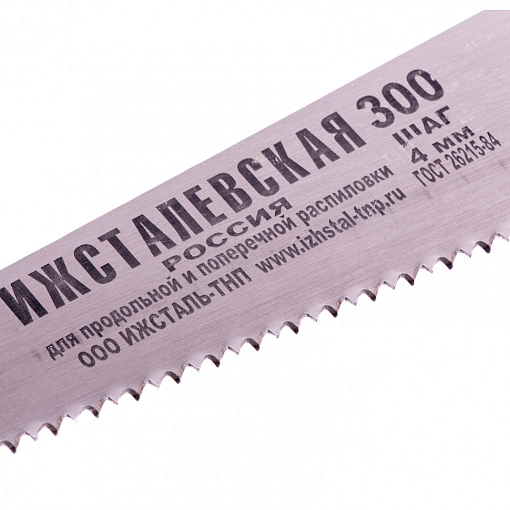 ИЖСТАЛЕВСКАЯ 300
РОССИЯ
для продольной и поперечной распиловки
ООО ИЖСТАЛЬ-ТНП www.izhstal-tnp.ru
ШАГ
4 мм
ГОСТ 26215-84